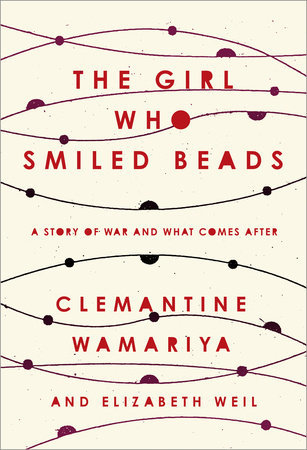 THE GIRL
WHO
SMILED BEADS
A STORY OF WAR AND WHAT COMES AFTER
CLEMANTINE
WAMARIYA
AND ELIZABETH WEIL